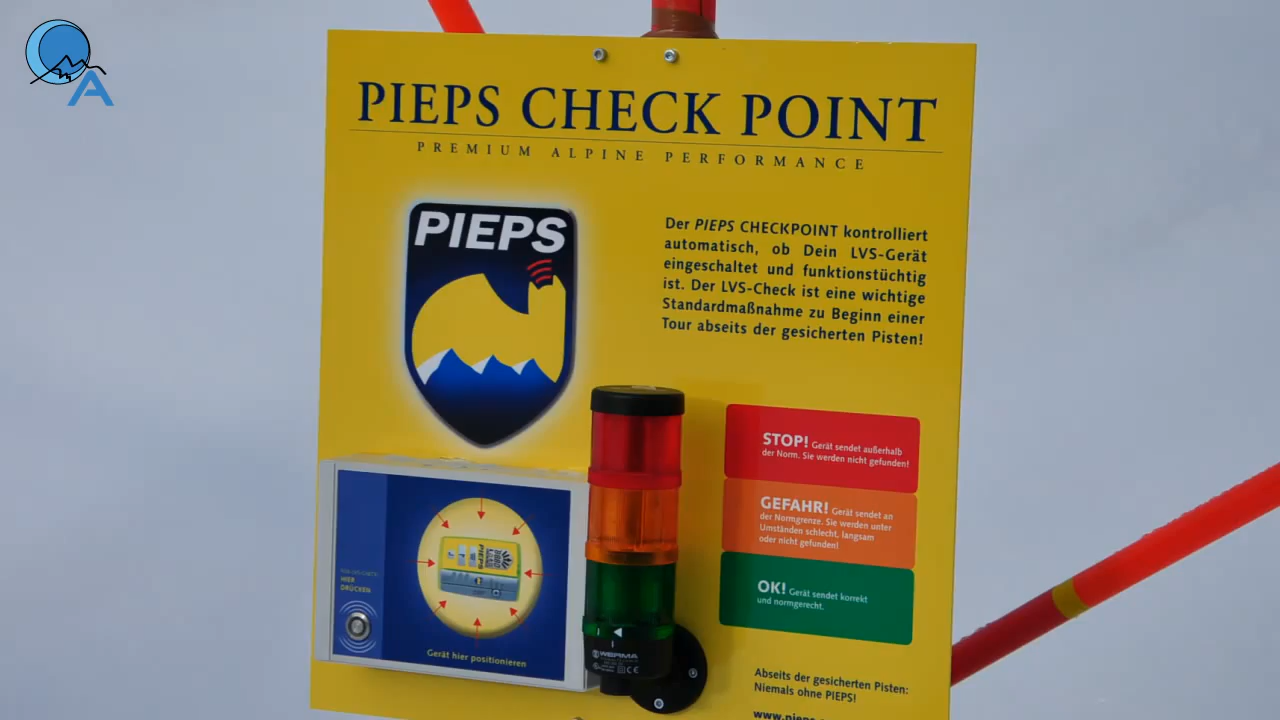 A
PIEPS CHECK POINT
PREMIUM ALPINE PERFORMANCE
PIEPS
Der PIEPS CHECKPOINT kontrolliert
automatisch, ob Dein LVS-Gerät
eingeschaltet und funktionstüchtig
ist. Der LVS-Check ist eine wichtige
Standardmaßnahme zu Beginn einer
Tour abseits der gesicherten Pisten!
STOP! Gerät sendet außerhalb
der Norm. Sie werden nicht gefunden!
GEFAHR! Gerät sendet an
der Normgrenze. Sie werden unter
Umständen schlecht, langsam
oder nicht gefunden!
OK! Gerät sendet korrekt
und normgerecht.
HIER
DRÜCKEN
PIEPS
Gerät hier positionieren
WERMA
Abseits der gesicherten Pisten:
Niemals ohne PIEPS!
www.pieps